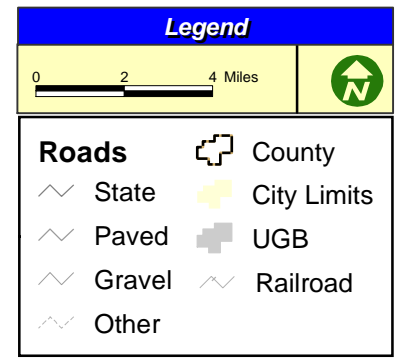 Legend
0 2 4 Miles
N
Roads
County
State
City Limits
Paved
UGB
Gravel
Railroad
Other